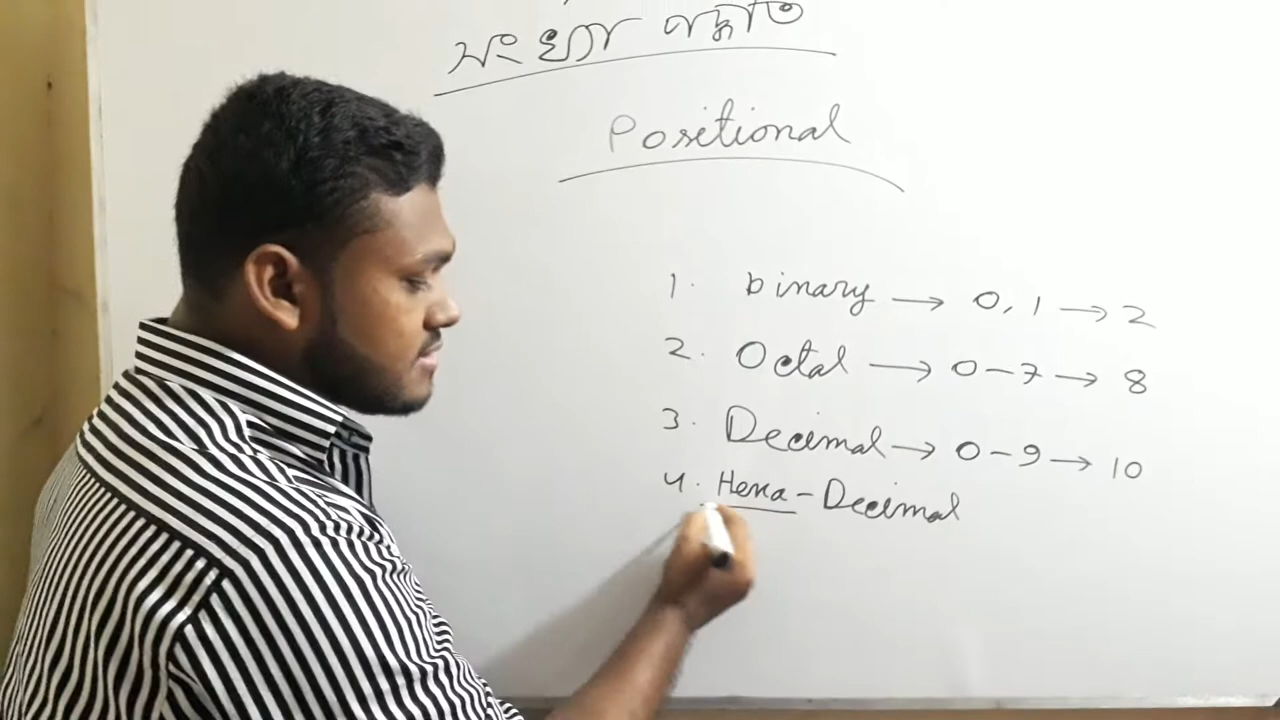 সংখ্যা পদ্ধতি
Positional
1. binary → 0, 1 → 2
2. Octal → 0-7 → 8
3. Decimal → 0-9 → 10
4. Hexa-Decimal